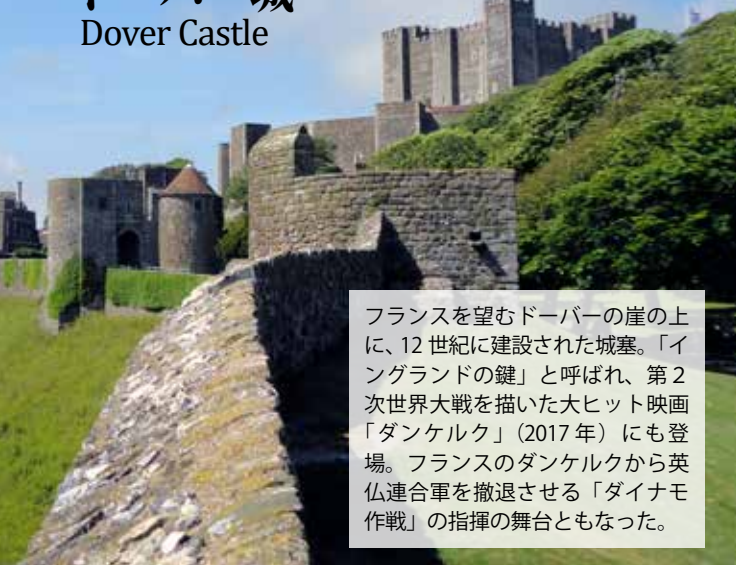 城
Dover Castle
フランスを望むドーバーの崖の上
に、12 世紀に建設された城塞。「イ
ングランドの鍵」と呼ばれ、第２
次世界大戦を描いた大ヒット映画
「ダンケルク」（2017 年）にも登
場。フランスのダンケルクから英
仏連合軍を撤退させる「ダイナモ
作戦」の指揮の舞台ともなった。